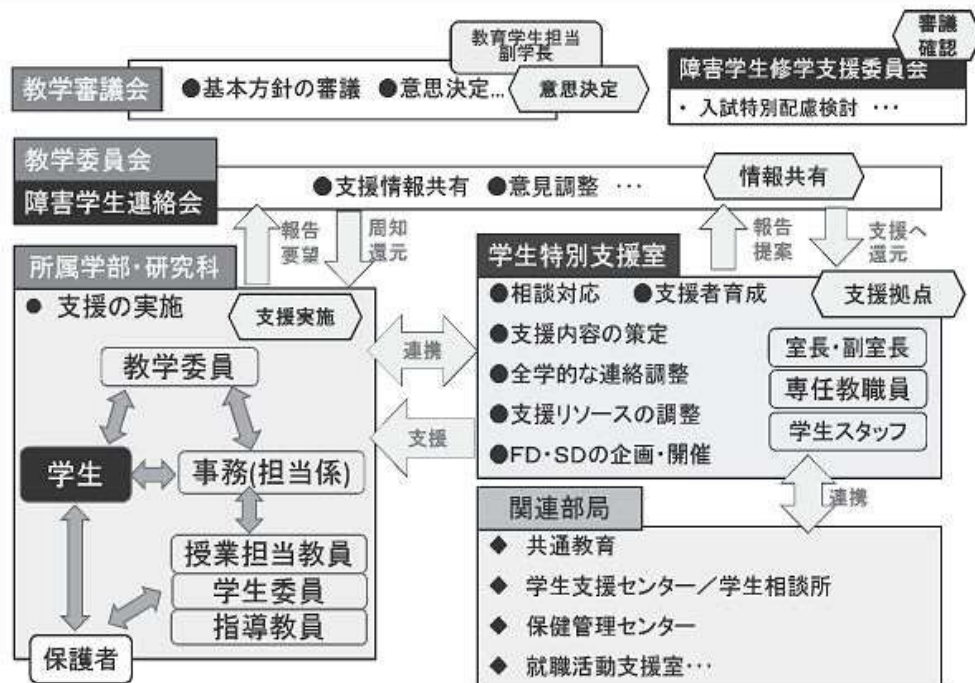 教育学生担当
副学長
審議
確認
教学審議会
●基本方針の審議 ●意思決定...
意思決定
障害学生修学支援委員会
・ 入試特別配慮検討 …
教学委員会
障害学生連絡会
●支援情報共有 ●意見調整 …
情報共有
報告
要望
周知
還元
報告
提案
支援へ
還元
所属学部・研究科
● 支援の実施
支援実施
教学委員
学生
事務(担当係)
授業担当教員
学生委員
指導教員
保護者
連携
支援
学生特別支援室
●相談対応 ●支援者育成
●支援内容の策定
●全学的な連絡調整
●支援リソースの調整
●FD・SDの企画・開催
支援拠点
室長・副室長
専任教職員
学生スタッフ
連携
関連部局
◆ 共通教育
◆ 学生支援センター／学生相談所
◆ 保健管理センター
◆ 就職活動支援室…